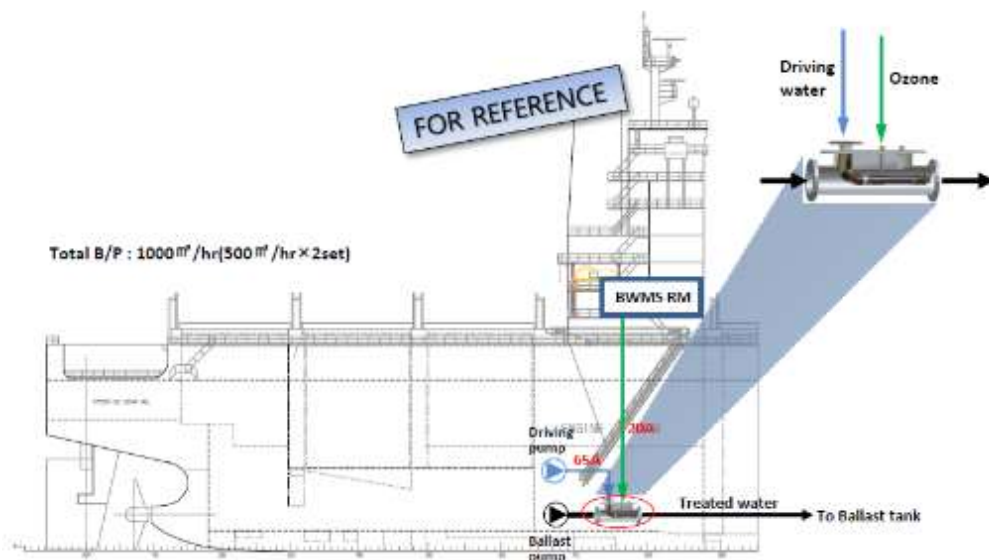 Driving
water
Ozone
FOR REFERENCE
Total B/P : 1000㎥/hr(500㎥/hr×2set)
BWMS RM
20A
Driving
pump
65A
Treated water
To Ballast tank
Ballast
pump